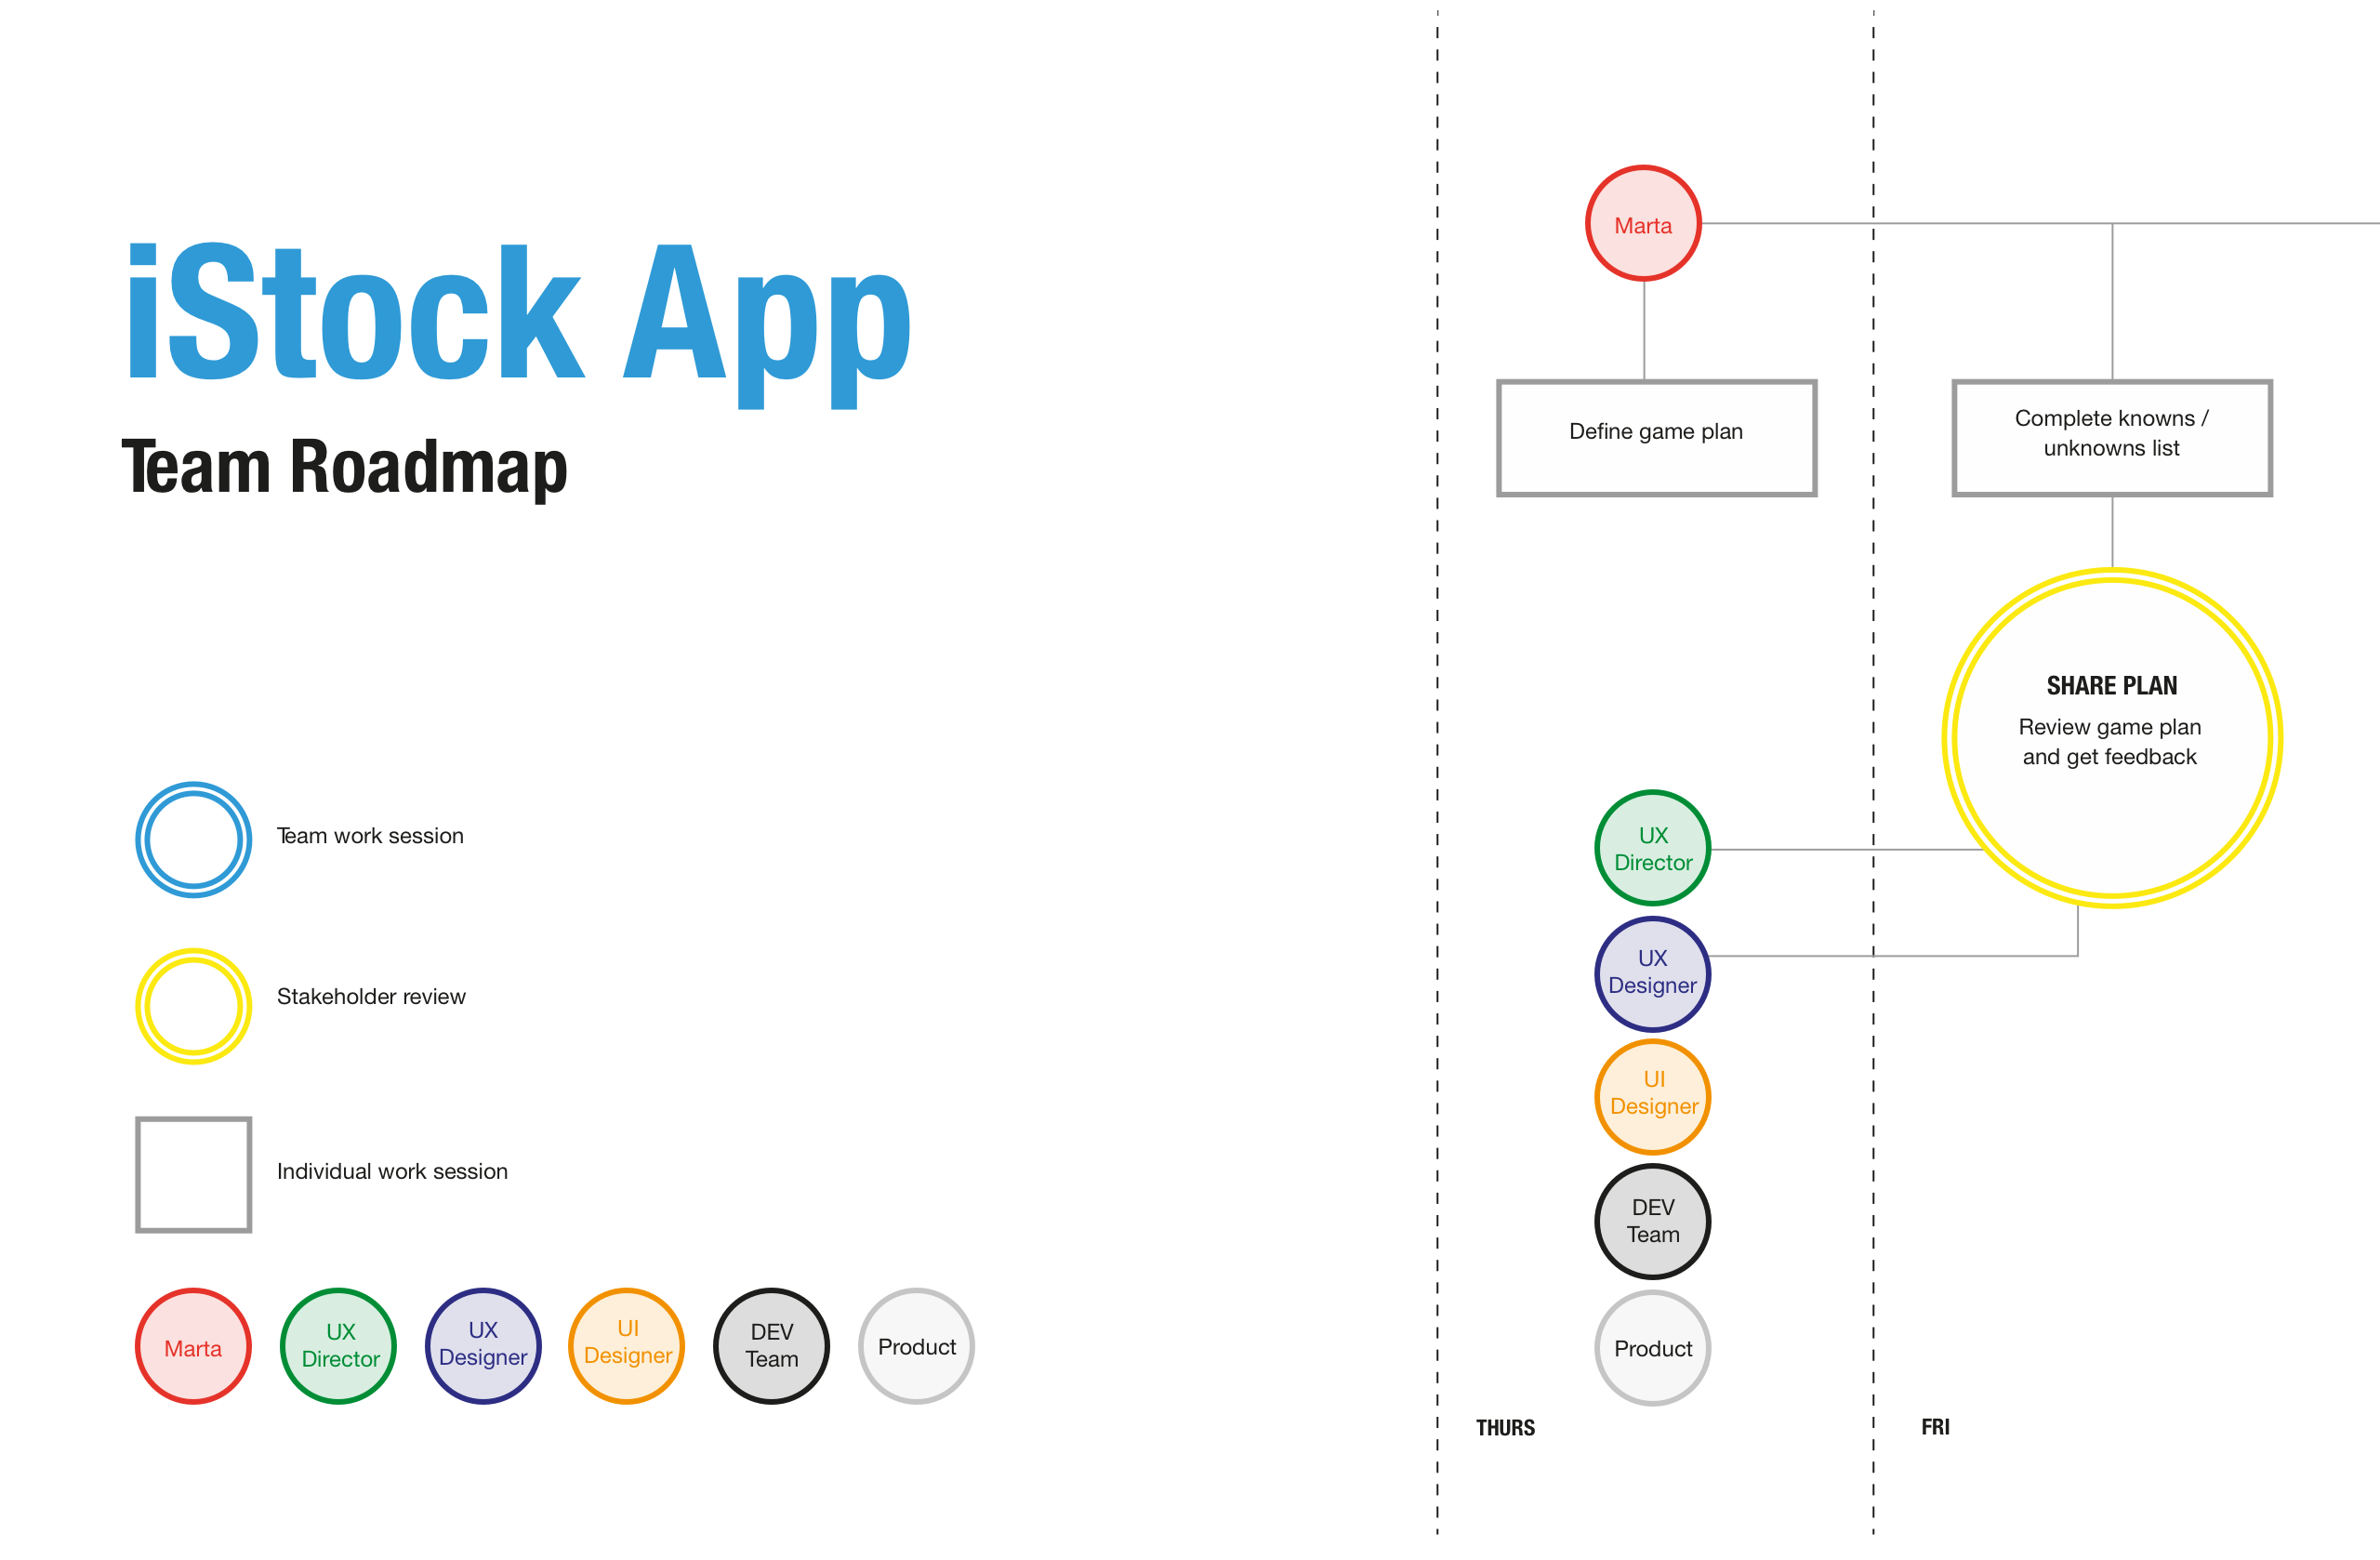 iStock App
Team Roadmap
Team work session
Stakeholder review
Individual work session
Marta
UX
Director
UX
Designer
UI
Designer
DEV
Team
Product
Marta
Define game plan
UX
Director
UX
Designer
UI
Designer
DEV
Team
Product
THURS
Complete knowns /
unknowns list
SHARE PLAN
Review game plan
and get feedback
FRI